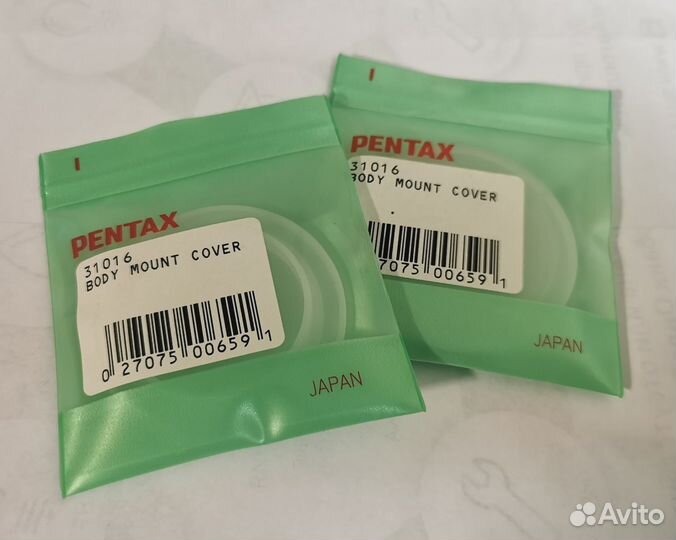 PENTAX
31016
BODY MOUNT COVER
0 27075 00659 1
JAPAN
PENTAX
31016
BODY MOUNT COVER
27075 00659 1
JAPAN
Avito